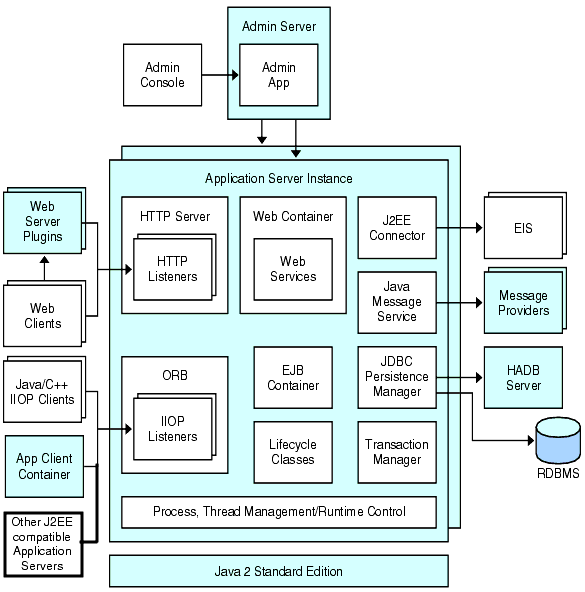 Admin Server
Admin
Console
Admin
App
Application Server Instance
Web
Server
Plugins
HTTP Server
HTTP
Listeners
Web Container
Web
Services
J2EE
Connector
EIS
Web
Clients
Java
Message
Service
Message
Providers
Java/C++
IIOP Clients
ORB
IIOP
Listeners
EJB
Container
JDBC
Persistence
Manager
HADB
Server
App Client
Container
Lifecycle
Classes
Transaction
Manager
RDBMS
Other J2EE
compatible
Application
Servers
Process, Thread Management/Runtime Control
Java 2 Standard Edition